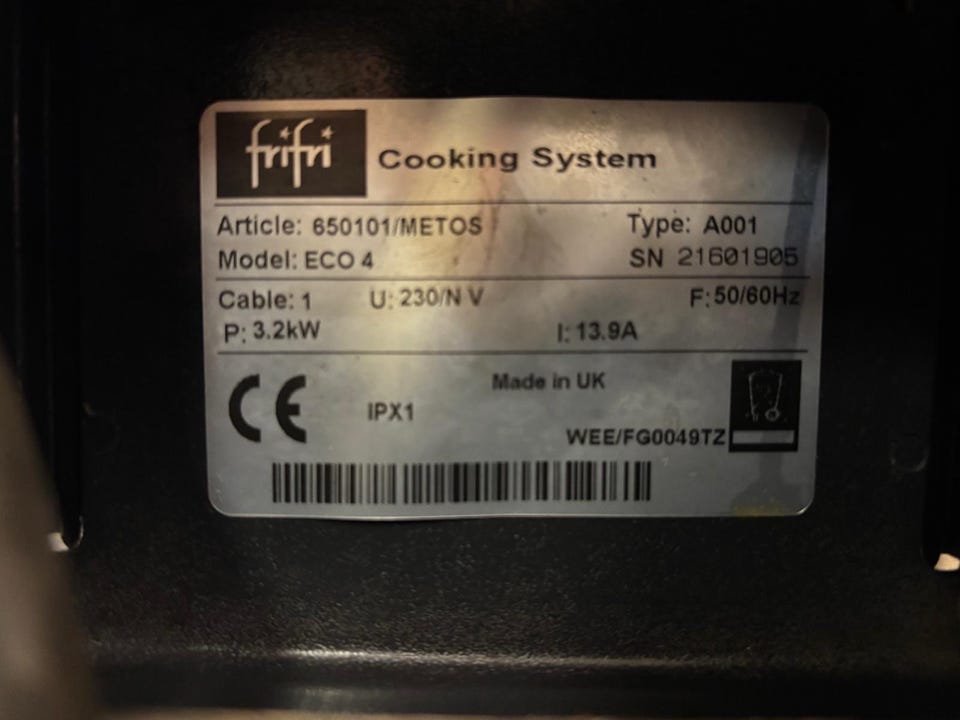 frifri Cooking System
Article: 650101/METOS Type: A001
Model: ECO 4 SN 21601905
Cable: 1 U: 230/N V F: 50/60Hz
P: 3.2kW I: 13.9A
CE IPX1 Made in UK
WEE/FG0049TZ